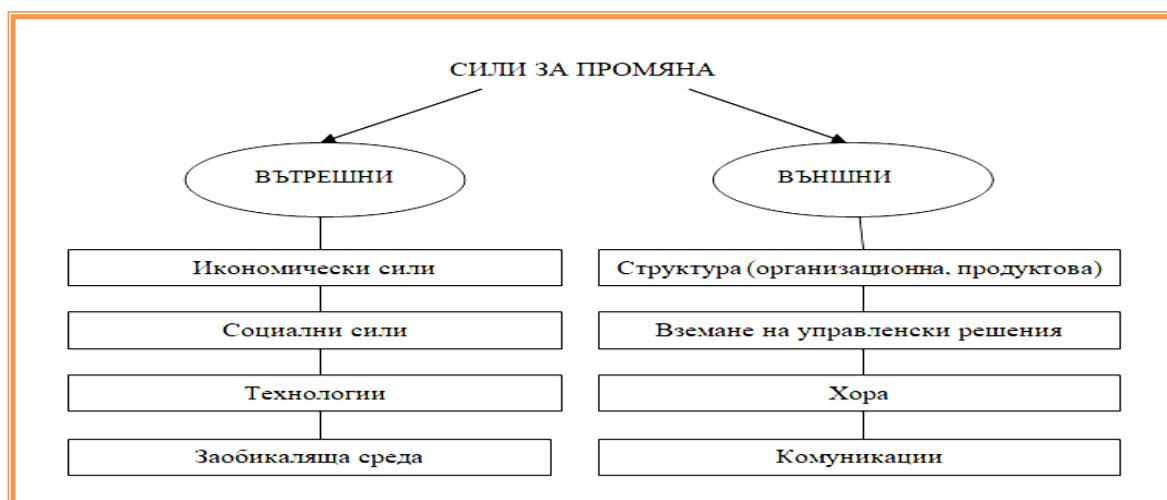 СИЛИ ЗА ПРОМЯНА
ВЪТРЕШНИ
Икономически сили
Социални сили
Технологии
Заобикаляща среда
ВЪНШНИ
Структура (организационна, продуктова)
Вземане на управленски решения
Хора
Комуникации